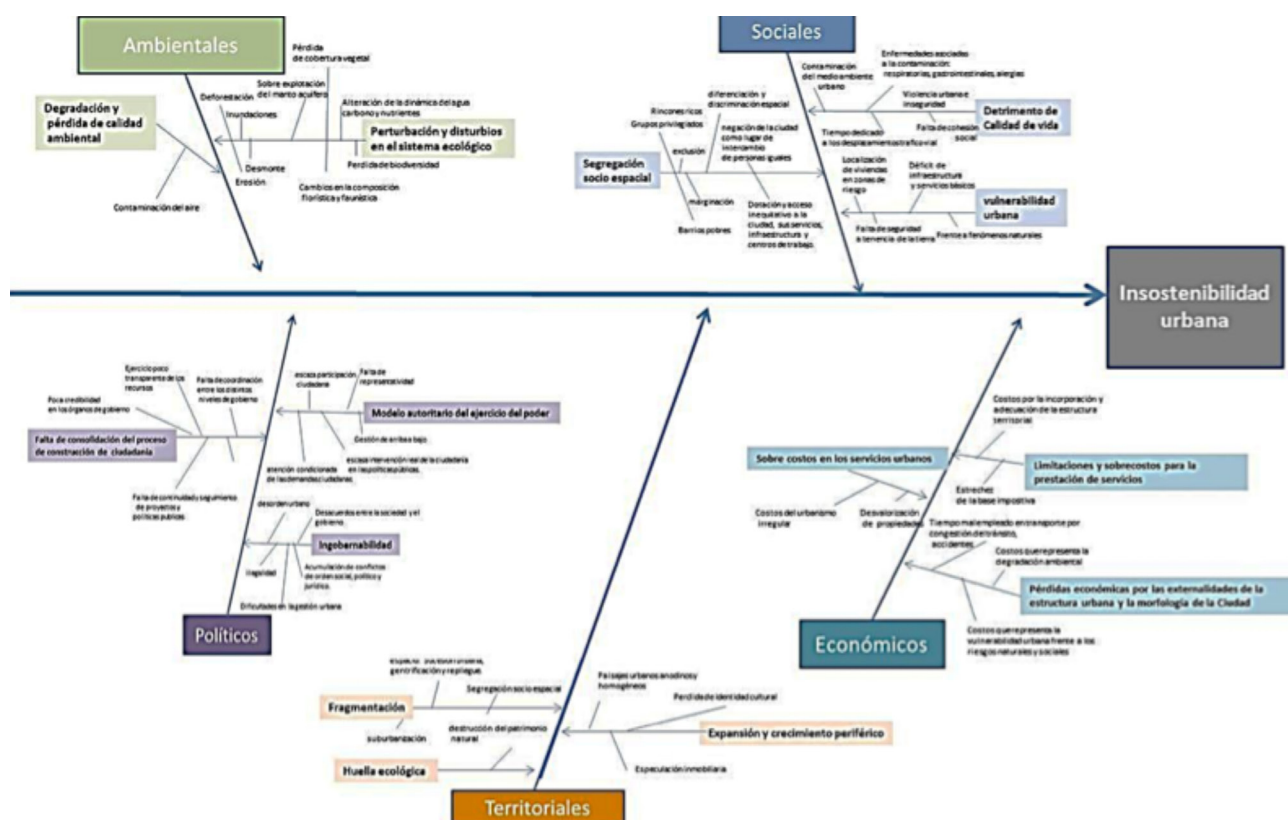 Ambientales
Pérdida
de cobertura vegetal
Sobre explotación
del manto acuífero
Deforestación
Inundaciones
Alteración de la dinámica del agua
carbono y nutrientes
Degradación y
pérdida de calidad
ambiental
Perturbación y disturbios
en el sistema ecológico
Desmonte
Erosión
Perdida de biodiversidad
Cambios en la composición
florística y faunística
Contaminación del aire
Sociales
Contaminación
del medio ambiente
urbano
Enfermedades asociadas
a la contaminación:
respiratorias, gastrointestinales, alergias
Violencia urbana e
inseguridad
Detrimento de
Calidad de vida
Tiempo dedicado
a los desplazamientos trafico vial
Falta de cohesión
social
diferenciación y
discriminación espacial
Rincones ricos
Grupos privilegiados
negación de la ciudad
como lugar de
intercambio
de personas iguales
exclusión
Segregación
socio espacial
marginación
Barrios pobres
Dotación y acceso
inequitativo a la
ciudad, sus servicios,
infraestructura y
centros de trabajo.
Localización
de viviendas
en zonas de
riesgo
Déficit de
infraestructura
y servicios básicos
vulnerabilidad
urbana
Falta de seguridad
a tenencia de la tierra
Frente a fenómenos naturales
Insostenibilidad
urbana
Ejercicio poco
transparente de los
recursos
Falta de coordinación
entre los distintos
niveles de gobierno
Poca credibilidad
en los órganos de gobierno
Falta de consolidación del proceso
de construcción de ciudadanía
Falta de continuidad y seguimiento
de proyectos y
políticas publicas
escaza participación
ciudadana
Falta de
representatividad
Modelo autoritario del ejercicio del poder
Gestión de arriba a bajo
escasa intervención real de la ciudadanía
en las políticas públicas.
atención condicionada
de las demandas ciudadanas
desorden urbano
Desacuerdos entre la sociedad y el
gobierno.
Ingobernabilidad
ilegalidad
Acumulación de conflictos
de orden social, político y
jurídico.
Dificultades en la gestión urbana
Políticos
gentrificación y repliegue.
Segregación socio espacial
Fragmentación
suburbanización
destrucción del patrimonio
natural
Huella ecológica
Paisajes urbanos anodinos y
homogéneos
Perdida de identidad cultural
Expansión y crecimiento periférico
Especulación inmobiliaria
Territoriales
Costos por la incorporación y
adecuación de la estructura
territorial
Sobre costos en los servicios urbanos
Limitaciones y sobrecostos para la
prestación de servicios
Estrechez
de la base impositiva
Costos del urbanismo
irregular
Desvalorización
de propiedades
Tiempo mal empleado en transporte por
congestión de tránsito,
accidentes
Costos que representa la
degradación ambiental
Pérdidas económicas por las externalidades de la
estructura urbana y la morfología de la Ciudad
Costos que representa la
vulnerabilidad urbana frente a los
riesgos naturales y sociales
Económicos